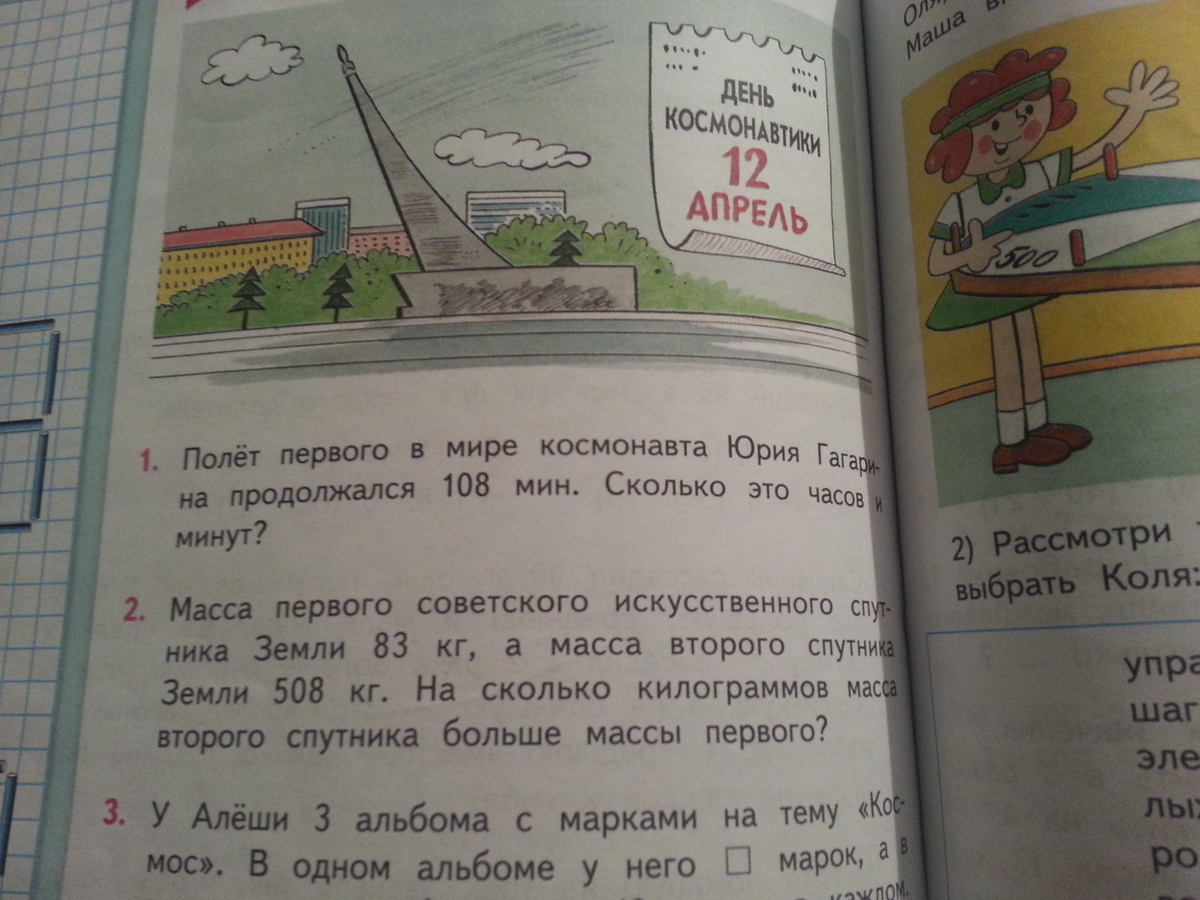 ДЕНЬ
КОСМОНАВТИКИ
12
АПРЕЛЬ
1. Полёт первого в мире космонавта Юрия Гагари-
на продолжался 108 мин. Сколько это часов и
минут?
2. Масса первого советского искусственного спут-
ника Земли 83 кг, а масса второго спутника
Земли 508 кг. На сколько килограммов масса
второго спутника больше массы первого?
3. У Алёши 3 альбома с марками на тему «Кос-
мос». В одном альбоме у него □ марок, а в
каждом.
Оля,
Маша
500
2) Рассмотри
выбрать Коля:
упра
шаг
эле
лы
ро